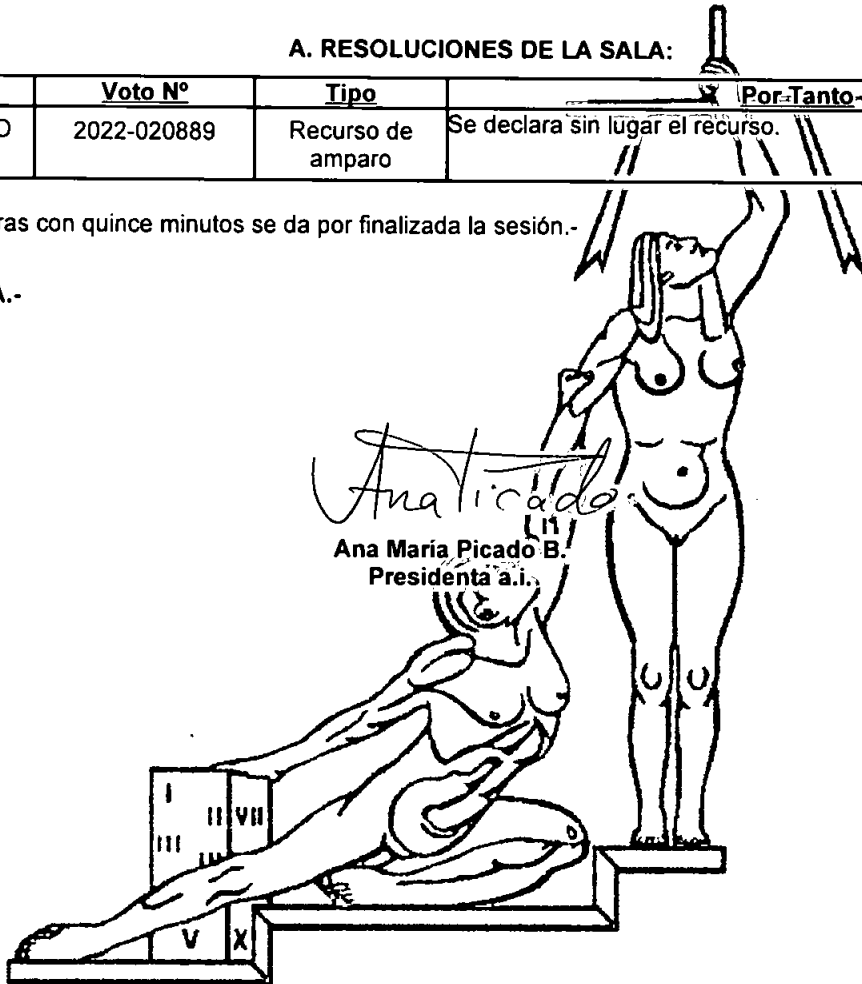 A. RESOLUCIONES DE LA SALA:
Voto Nº Tipo Por Tanto
O 2022-020889 Recurso de Se declara sin lugar el recurso.
amparo
ras con quince minutos se da por finalizada la sesión.-
A.-
Ana Picado
Ana María Picado B.
Presidenta a.i.
I
II VII
III
V X